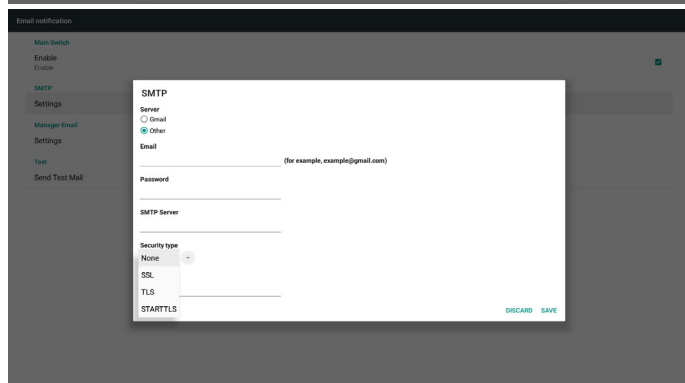 Email notification
Main Switch
Enable
Enable
SMTP
Settings
Manager Email
Settings
Test
Send Test Mail
SMTP
Server
Gmail
Other
Email
(for example, example@gmail.com)
Password
SMTP Server
Security type
None
SSL
TLS
STARTTLS
DISCARD SAVE